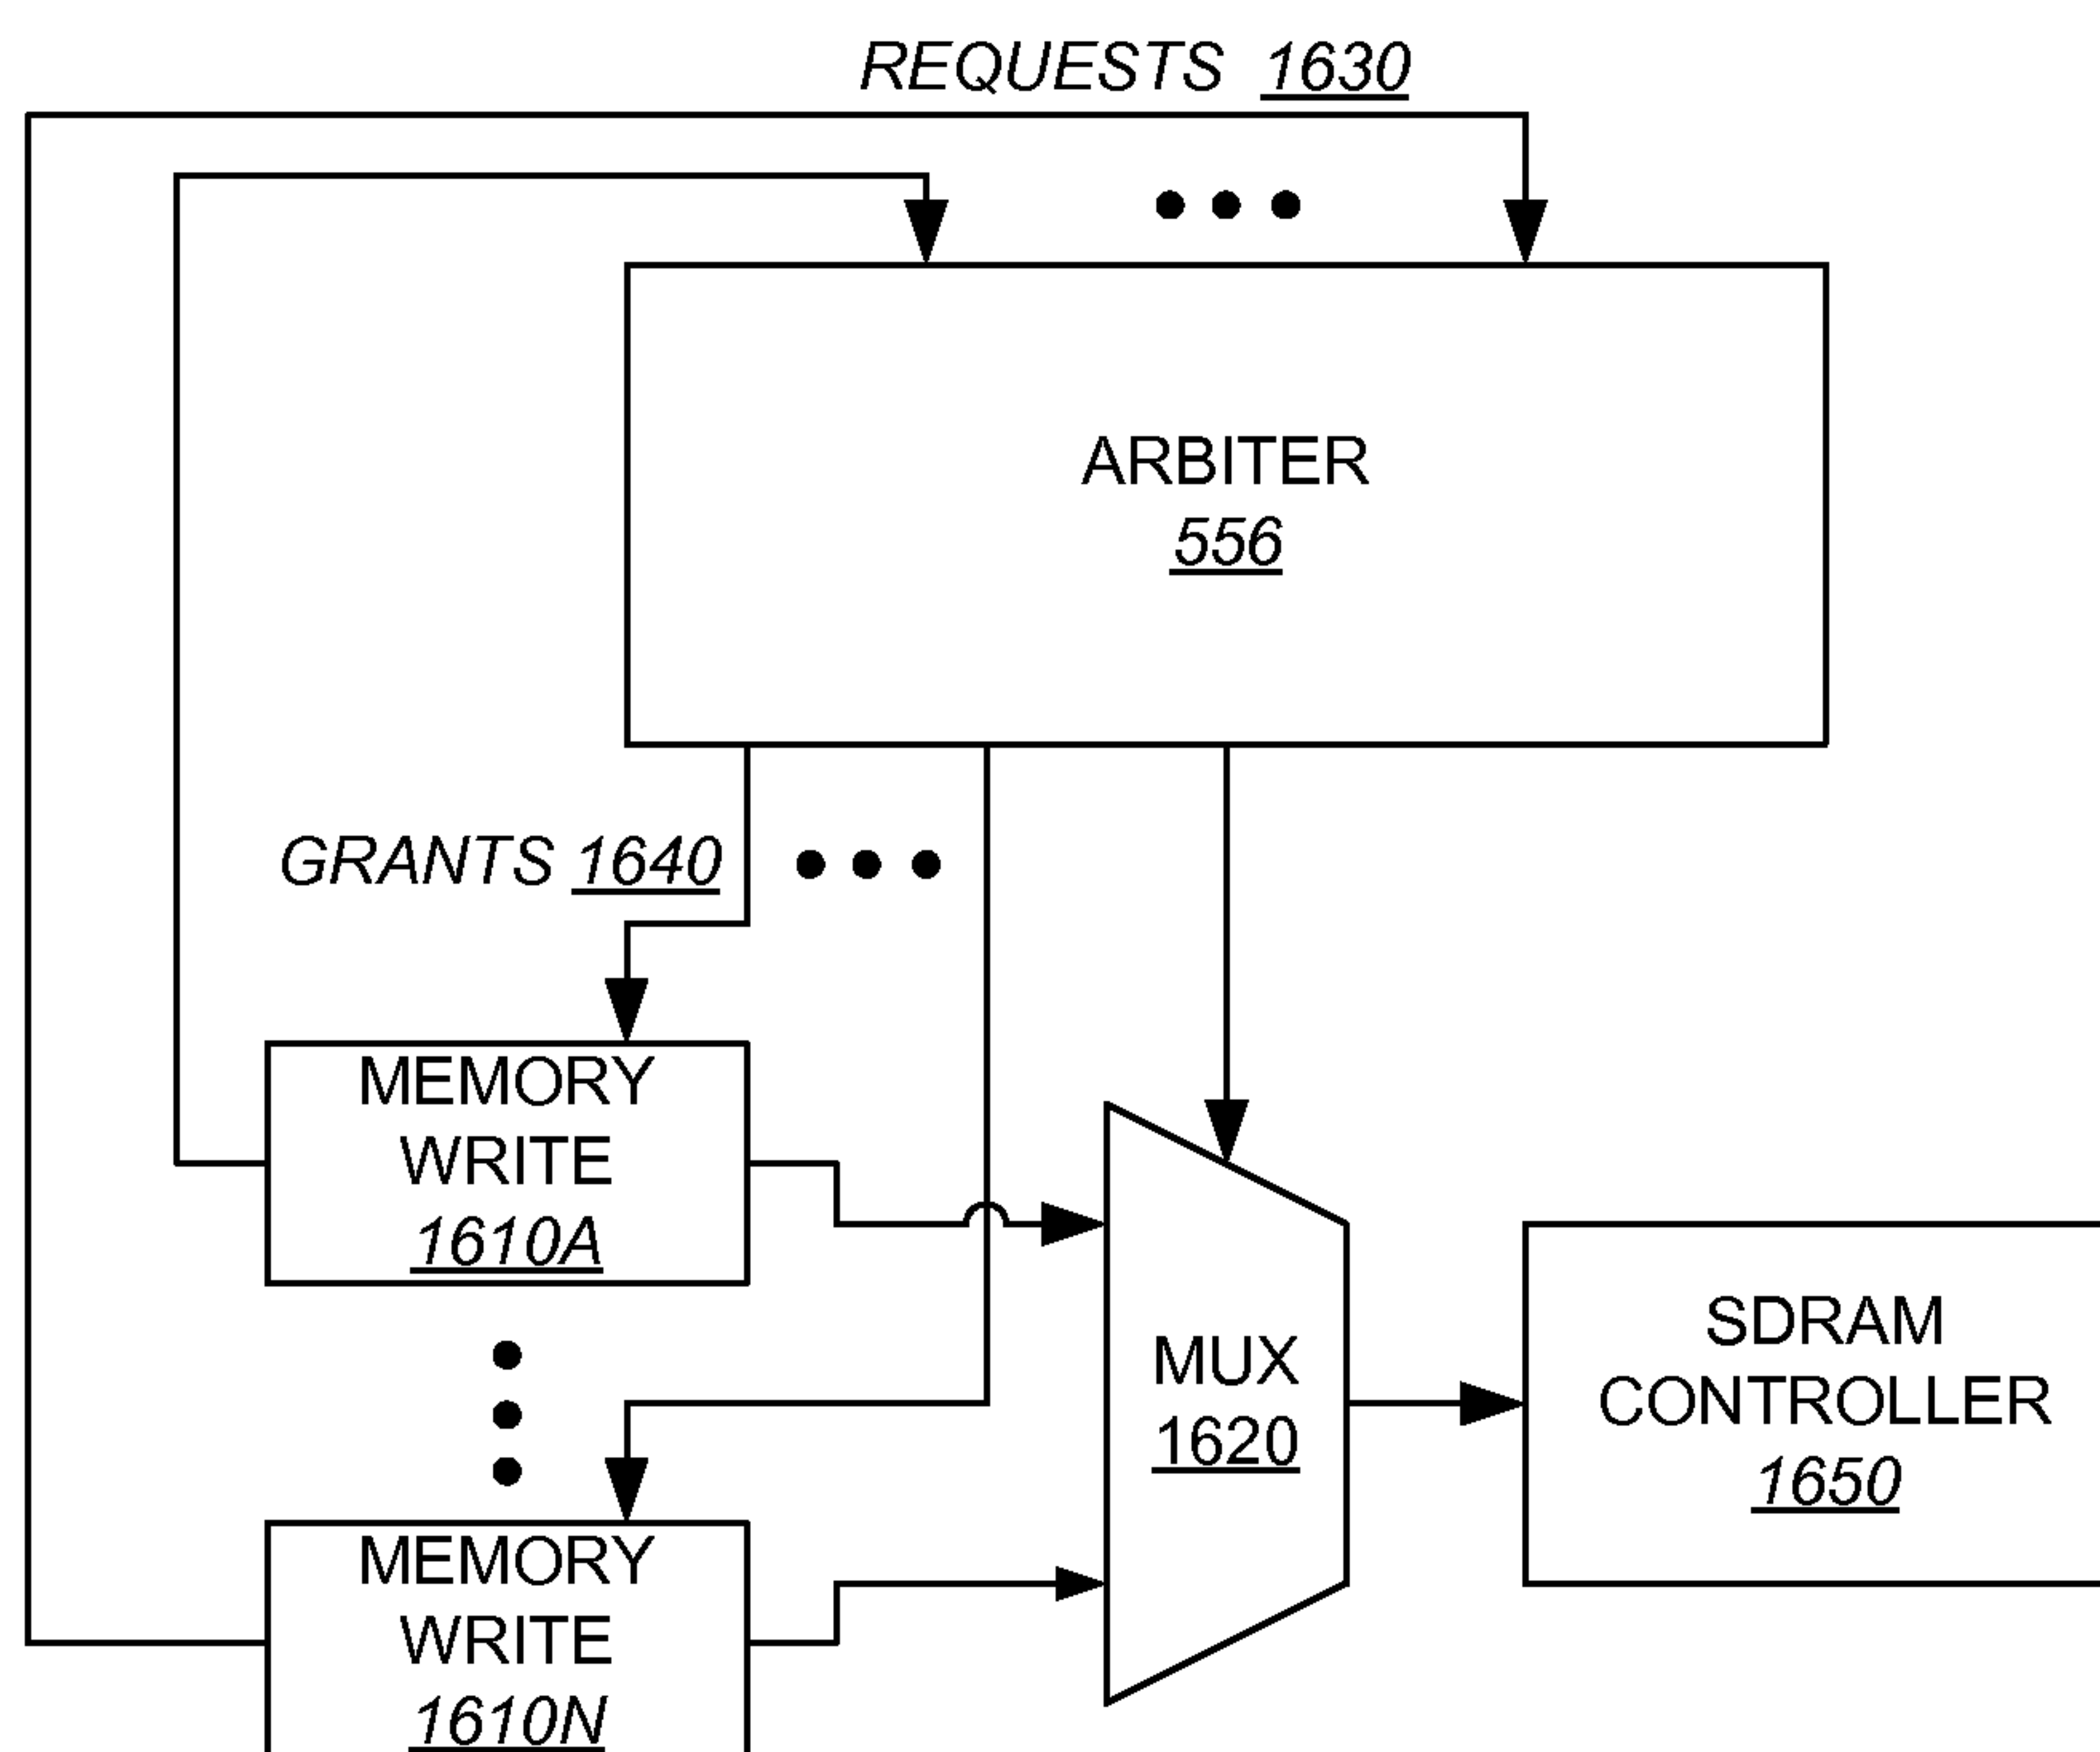 REQUESTS 1630
ARBITER
556
GRANTS 1640
MEMORY
WRITE
1610A
MUX
1620
SDRAM
CONTROLLER
1650
MEMORY
WRITE
1610N